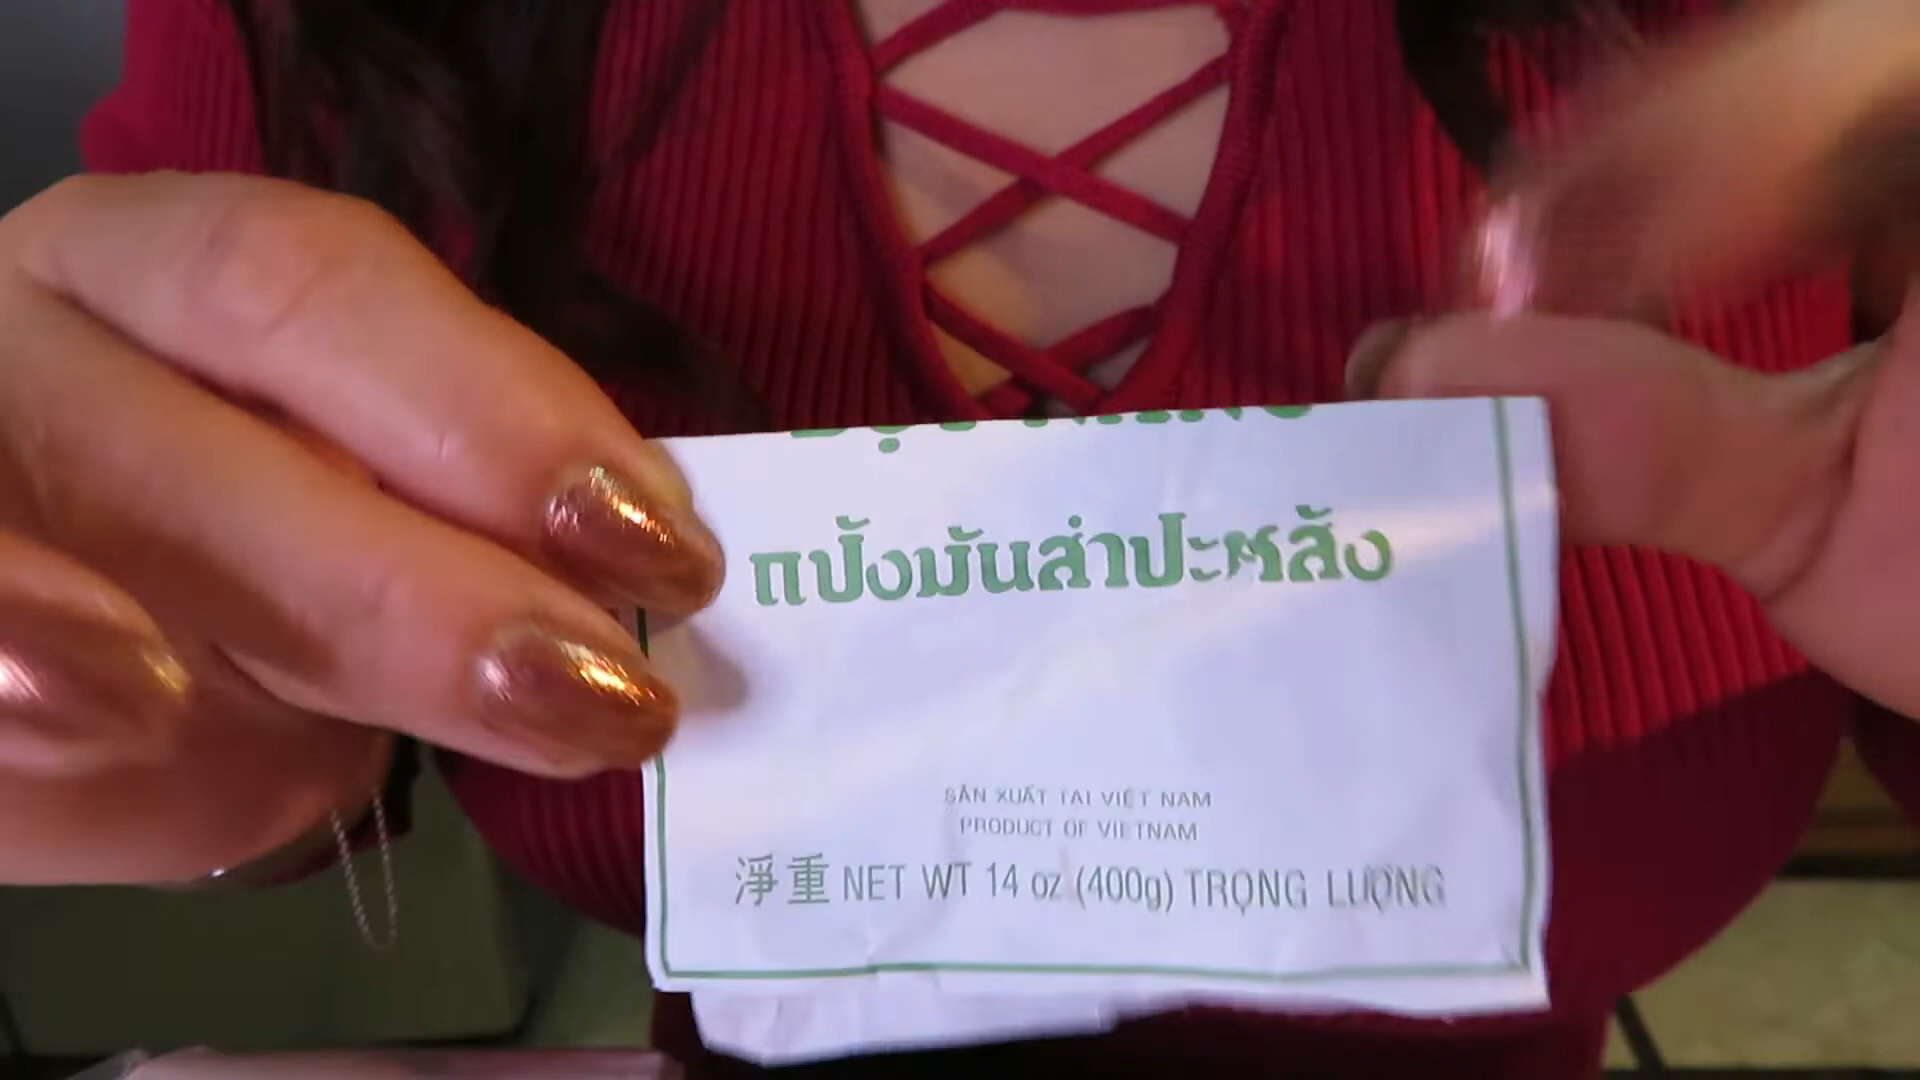 แป้งมันสำปะหลัง
SẢN XUẤT TẠI VIỆT NAM
PRODUCT OF VIETNAM
淨重 NET WT 14 oz (400g) TRỌNG LƯỢNG